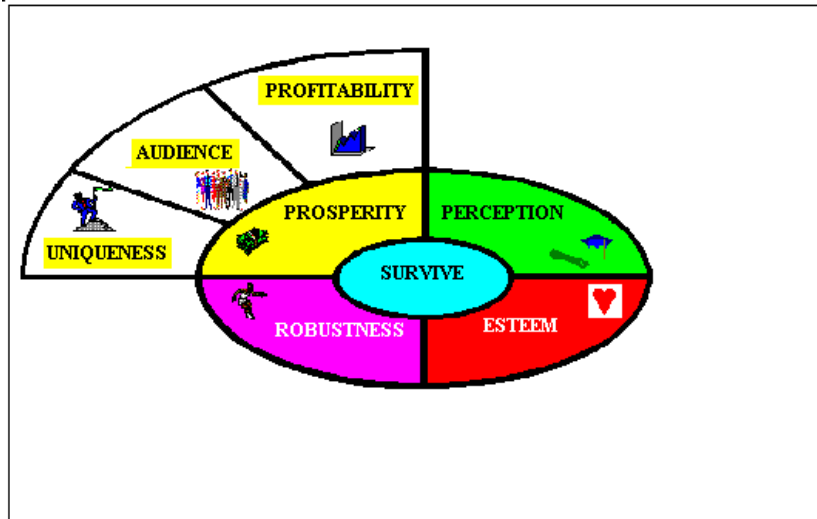 PROFITABILITY
AUDIENCE
UNIQUENESS
PROSPERITY
PERCEPTION
SURVIVE
ROBUSTNESS
ESTEEM